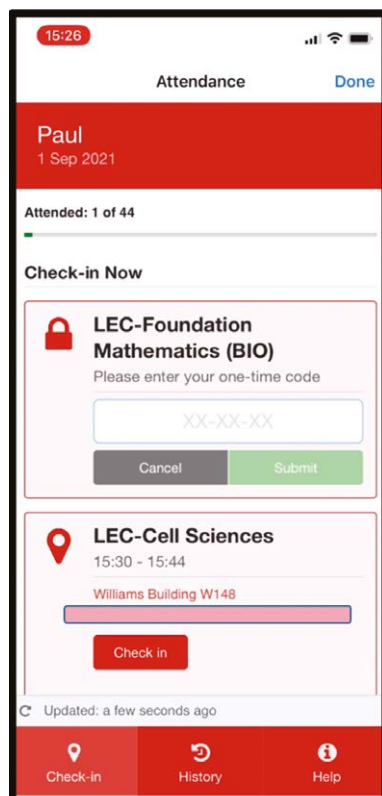 15:26
Attendance Done
Paul
1 Sep 2021
Attended: 1 of 44
Check-in Now
LEC-Foundation
Mathematics (BIO)
Please enter your one-time code
XX-XX-XX
Cancel Submit
LEC-Cell Sciences
15:30 - 15:44
Williams Building W148
Check in
Updated: a few seconds ago
Check-in History Help